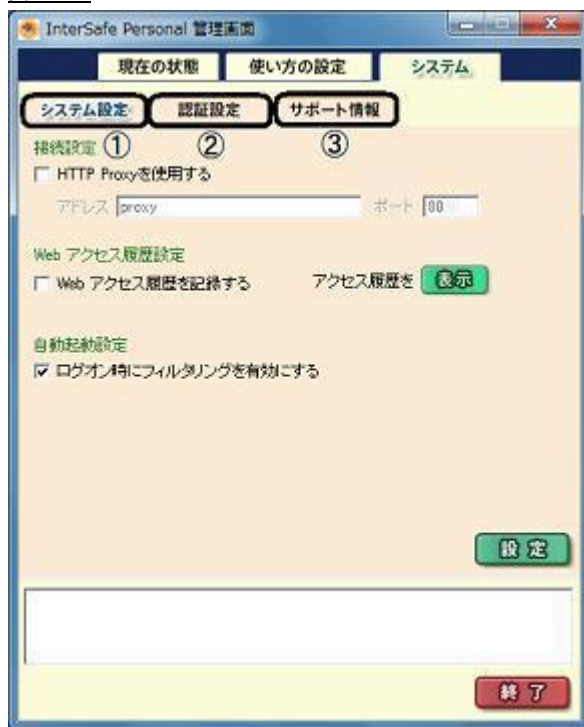 InterSafe Personal 管理画面
現在の状態 使い方の設定 システム
システム設定 認証設定 サポート情報
接続設定 ① ② ③
HTTP Proxyを使用する
アドレス proxy ポート 80
Web アクセス履歴設定
Web アクセス履歴を記録する アクセス履歴を 表示
自動起動設定
ログオン時にフィルタリングを有効にする
設定
終了